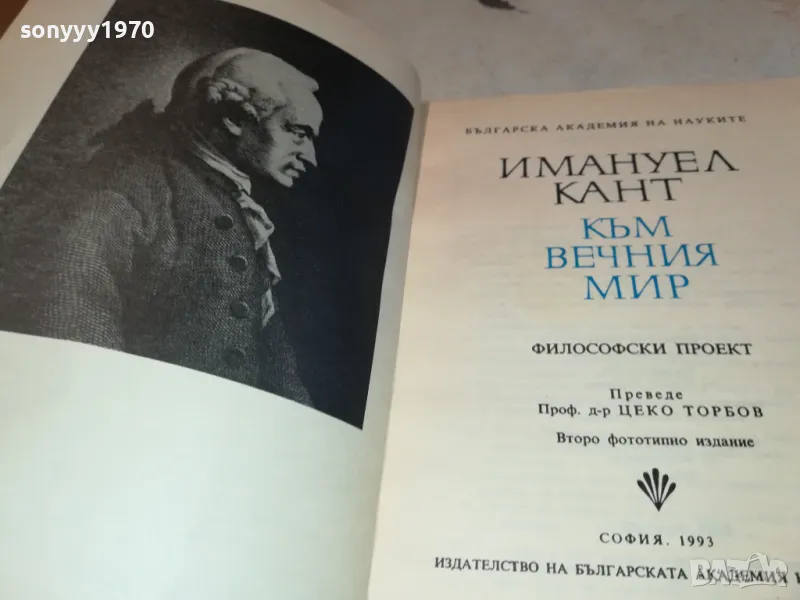 sonyyy1970
БЪЛГАРСКА АКАДЕМИЯ НА НАУКИТЕ
ИМАНУЕЛ
КАНТ
КЪМ
ВЕЧНИЯ
МИР
ФИЛОСОФСКИ ПРОЕКТ
Преведе
Проф. д-р ЦЕКО ТОРБОВ
Второ фототипно издание
СОФИЯ, 1993
ИЗДАТЕЛСТВО НА БЪЛГАРСКАТА АКАДЕМИЯ